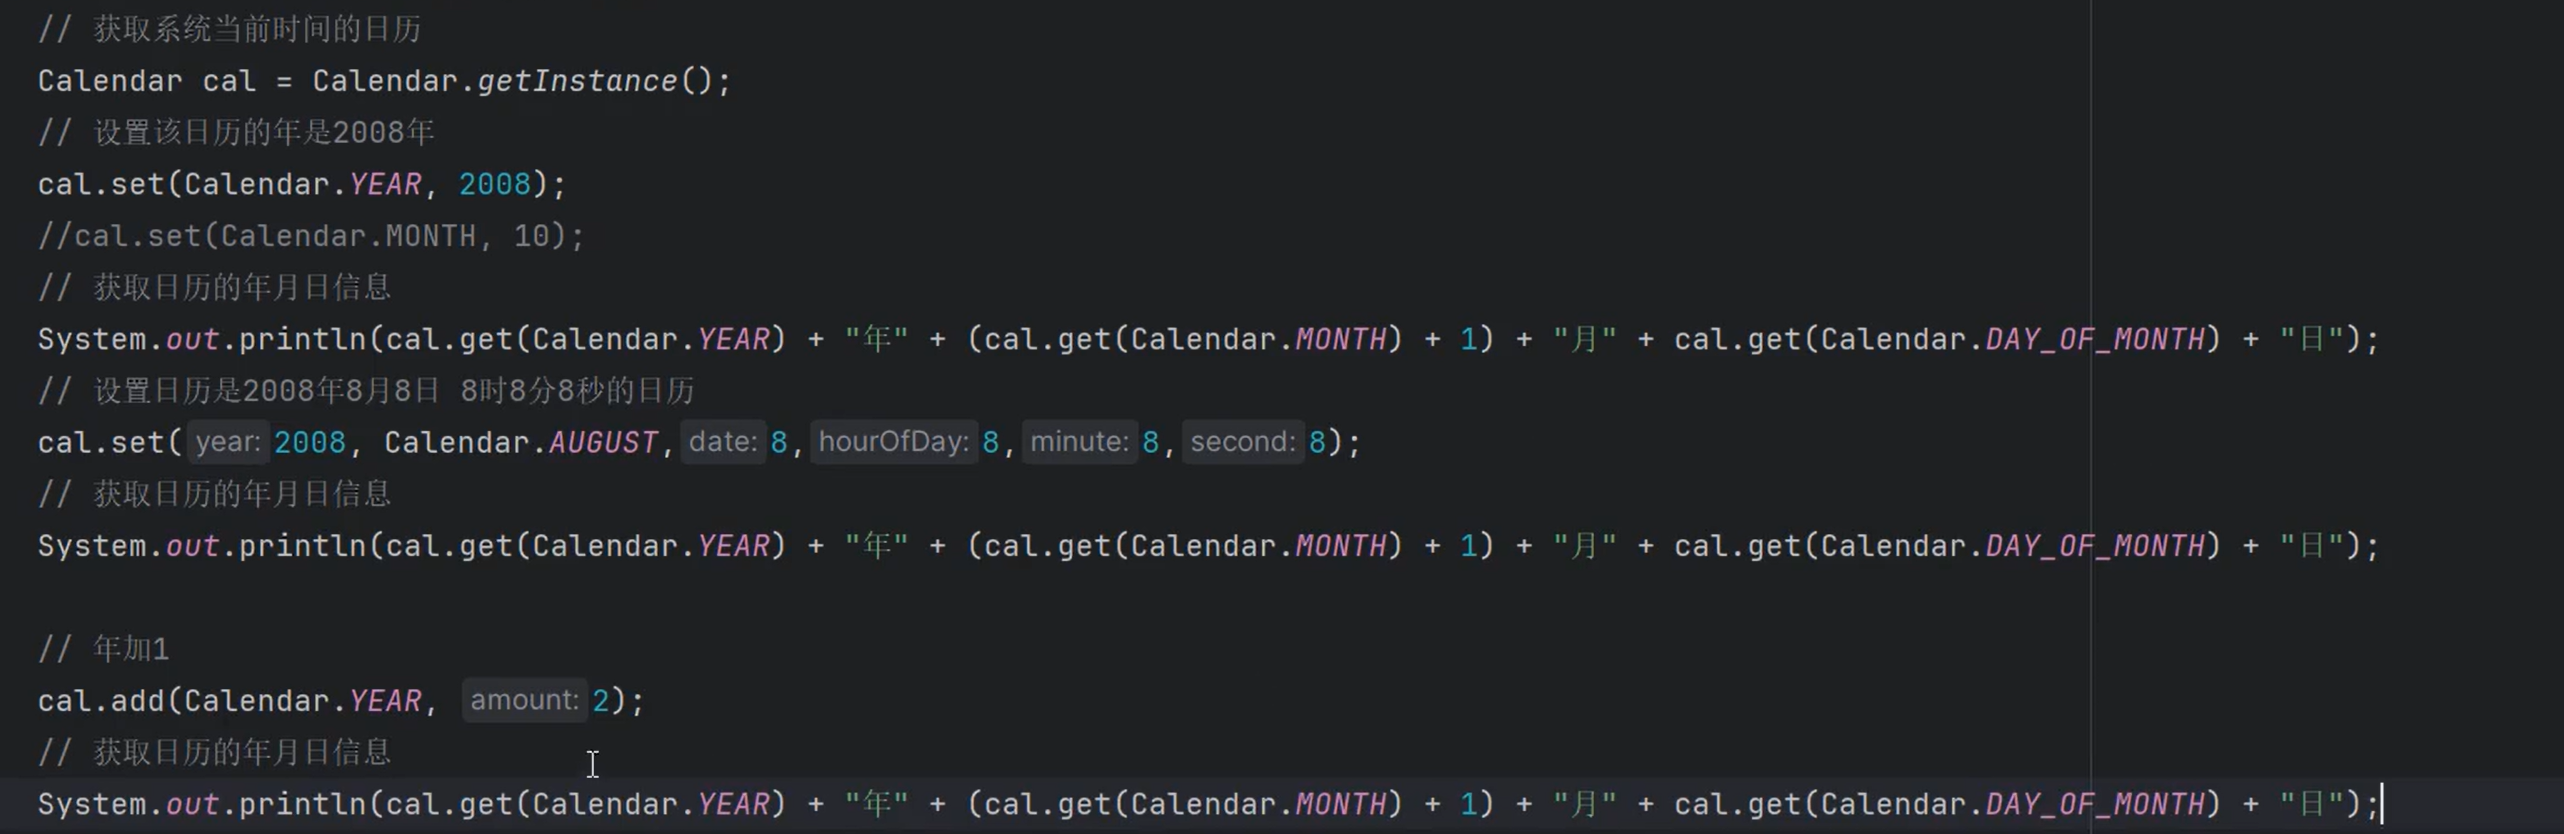 // 获取系统当前时间的日历
Calendar cal = Calendar.getInstance();
// 设置该日历的年是2008年
cal.set(Calendar.YEAR, 2008);
//cal.set(Calendar.MONTH, 10);
// 获取日历的年月日信息
System.out.println(cal.get(Calendar.YEAR) + "年" + (cal.get(Calendar.MONTH) + 1) + "月" + cal.get(Calendar.DAY_OF_MONTH) + "日");
// 设置日历是2008年8月8日 8时8分8秒的日历
cal.set( year: 2008, Calendar.AUGUST, date: 8, hourOfDay: 8, minute: 8, second: 8);
// 获取日历的年月日信息
System.out.println(cal.get(Calendar.YEAR) + "年" + (cal.get(Calendar.MONTH) + 1) + "月" + cal.get(Calendar.DAY_OF_MONTH) + "日");
// 年加1
cal.add(Calendar.YEAR, amount: 2);
// 获取日历的年月日信息
System.out.println(cal.get(Calendar.YEAR) + "年" + (cal.get(Calendar.MONTH) + 1) + "月" + cal.get(Calendar.DAY_OF_MONTH) + "日");